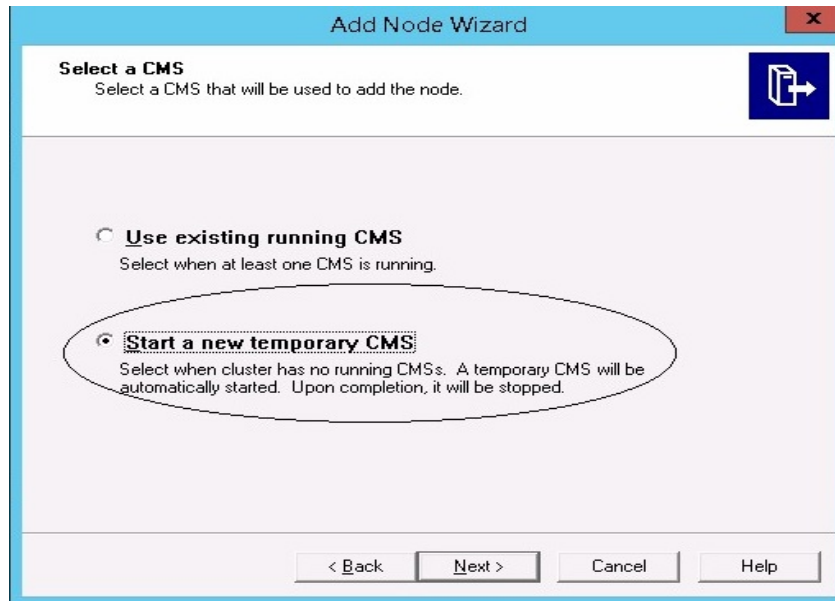 Add Node Wizard
x
Select a CMS
Select a CMS that will be used to add the node.
Use existing running CMS
Select when at least one CMS is running.
Start a new temporary CMS
Select when cluster has no running CMSs. A temporary CMS will be
automatically started. Upon completion, it will be stopped.
< Back Next > Cancel Help